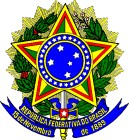 REPÚBLICA FEDERATIVA DO BRASIL
15 de Novembro de 1889